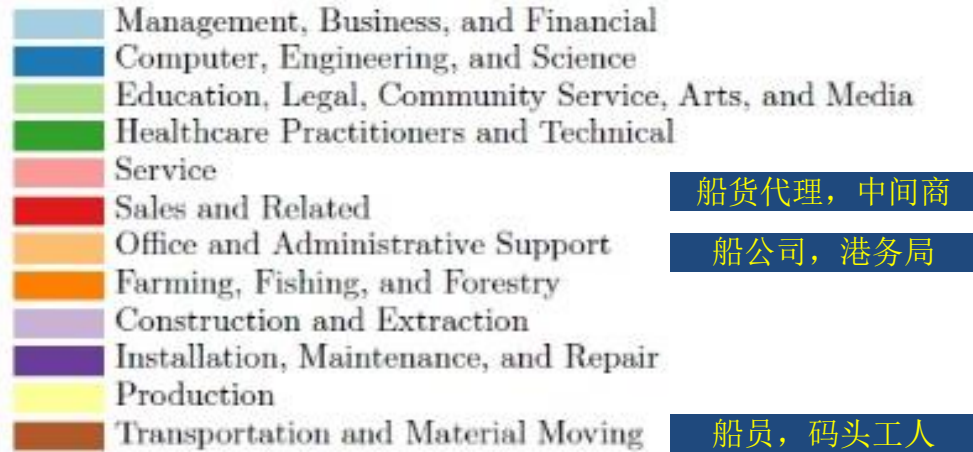 Management, Business, and Financial
Computer, Engineering, and Science
Education, Legal, Community Service, Arts, and Media
Healthcare Practitioners and Technical
Service
船货代理，中间商
Sales and Related
Office and Administrative Support
船公司，港务局
Farming, Fishing, and Forestry
Construction and Extraction
Installation, Maintenance, and Repair
Production
Transportation and Material Moving
船员，码头工人